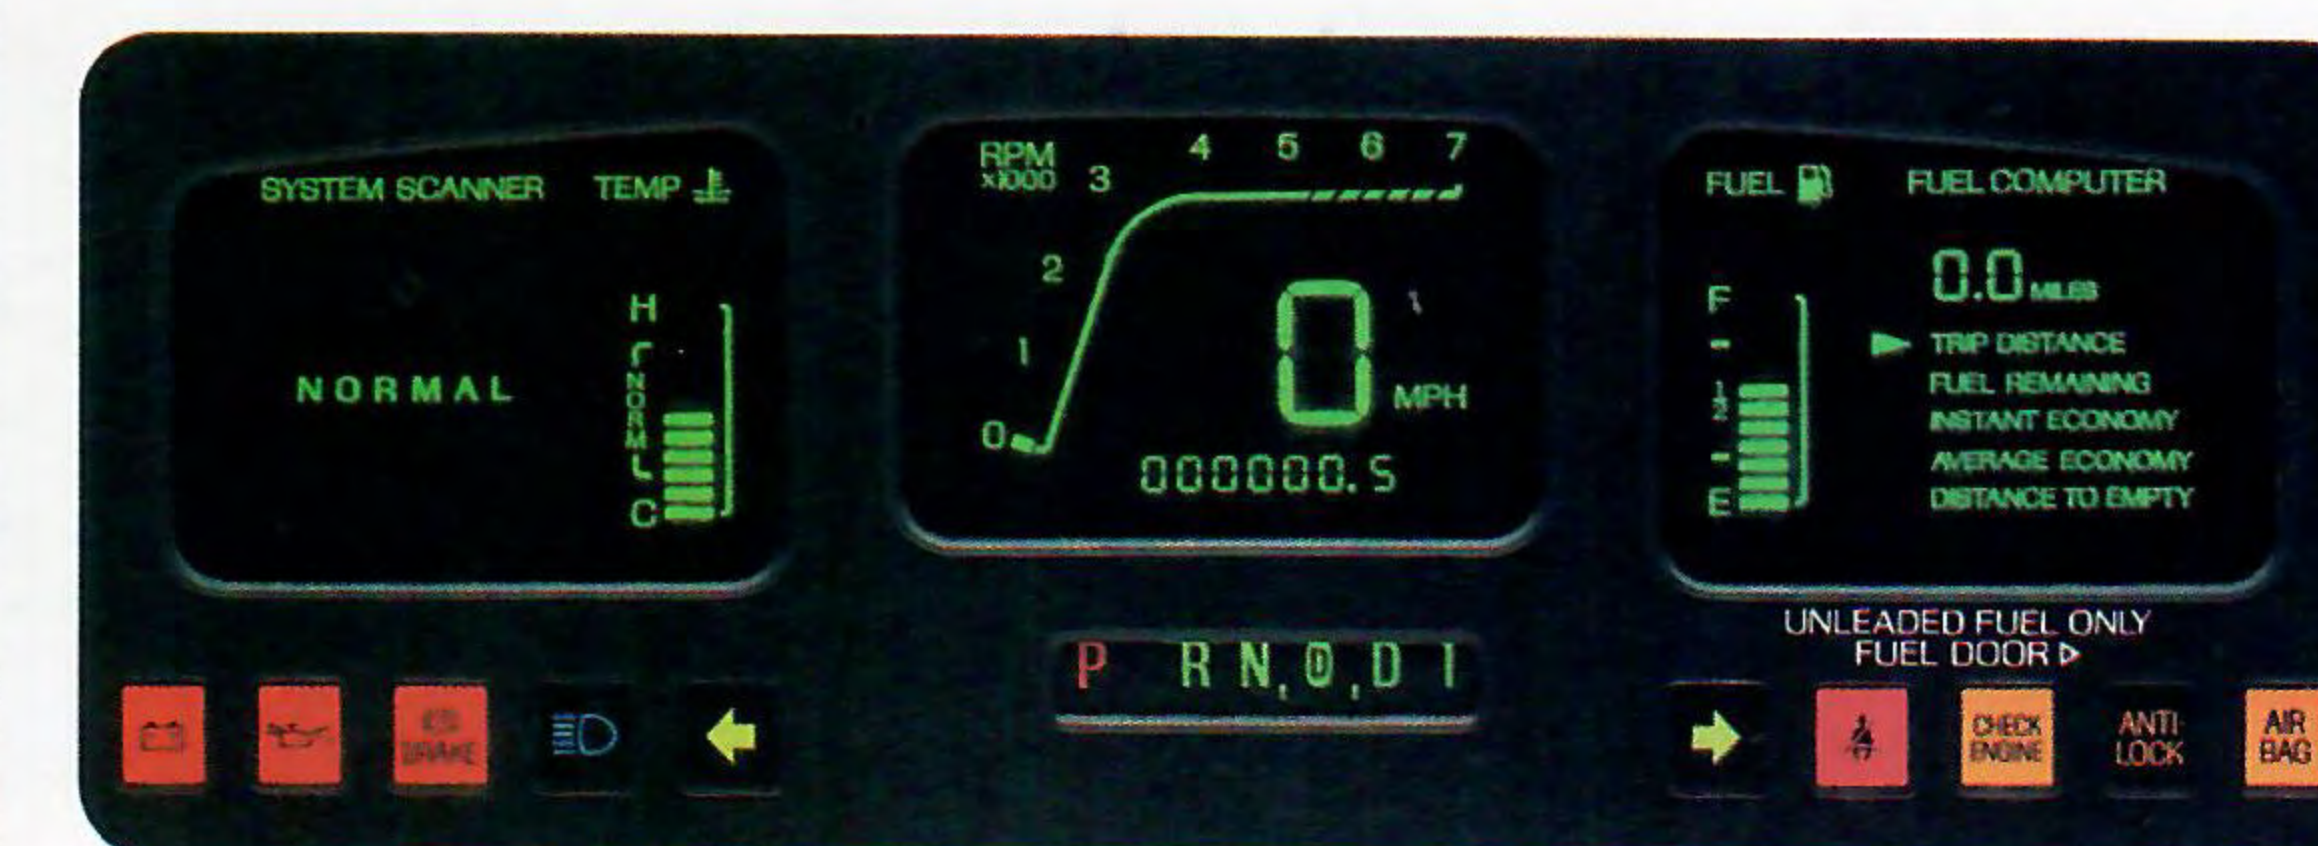 SYSTEM SCANNER
TEMP
H
NORMAL
C
NORMAL
RPM
x1000
0
1
2
3
4
5
6
7
0
MPH
000000.5
P R N D D 1
FUEL
F
1/2
E
FUEL COMPUTER
0.0 MILES
TRIP DISTANCE
FUEL REMAINING
INSTANT ECONOMY
AVERAGE ECONOMY
DISTANCE TO EMPTY
UNLEADED FUEL ONLY
FUEL DOOR
BRAKE
CHECK
ENGINE
ANTI
LOCK
AIR
BAG